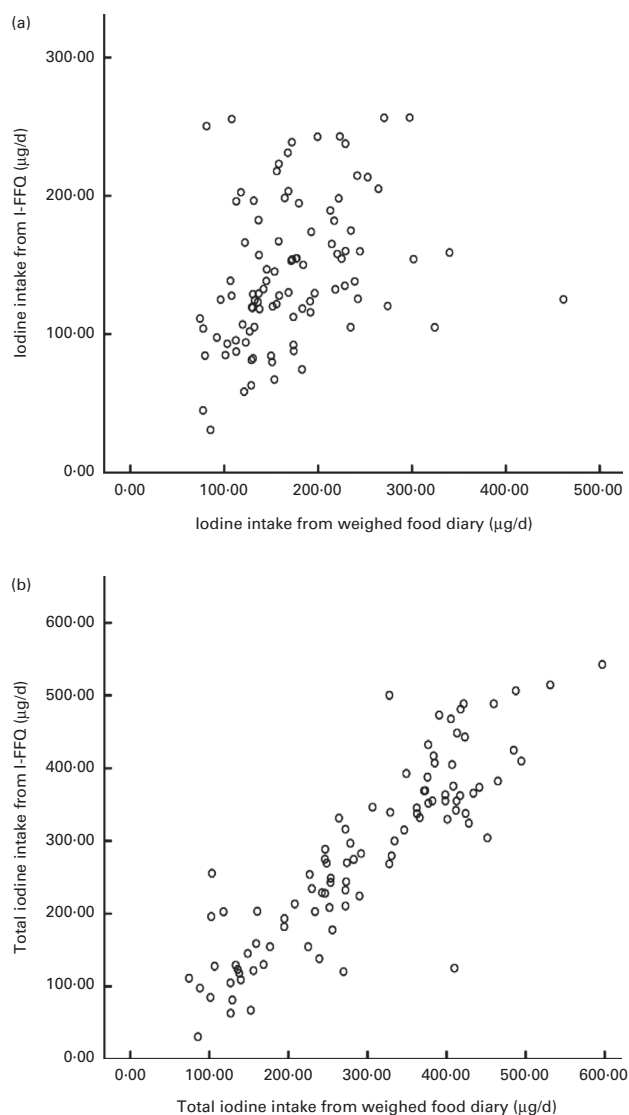 (a)
300·00
200·00
100·00
0·00
Iodine intake from I-FFQ (µg/d)
0·00 100·00 200·00 300·00 400·00 500·00
Iodine intake from weighed food diary (µg/d)
(b)
600·00
500·00
400·00
300·00
200·00
100·00
0·00
Total iodine intake from I-FFQ (µg/d)
0·00 100·00 200·00 300·00 400·00 500·00 600·00
Total iodine intake from weighed food diary (µg/d)